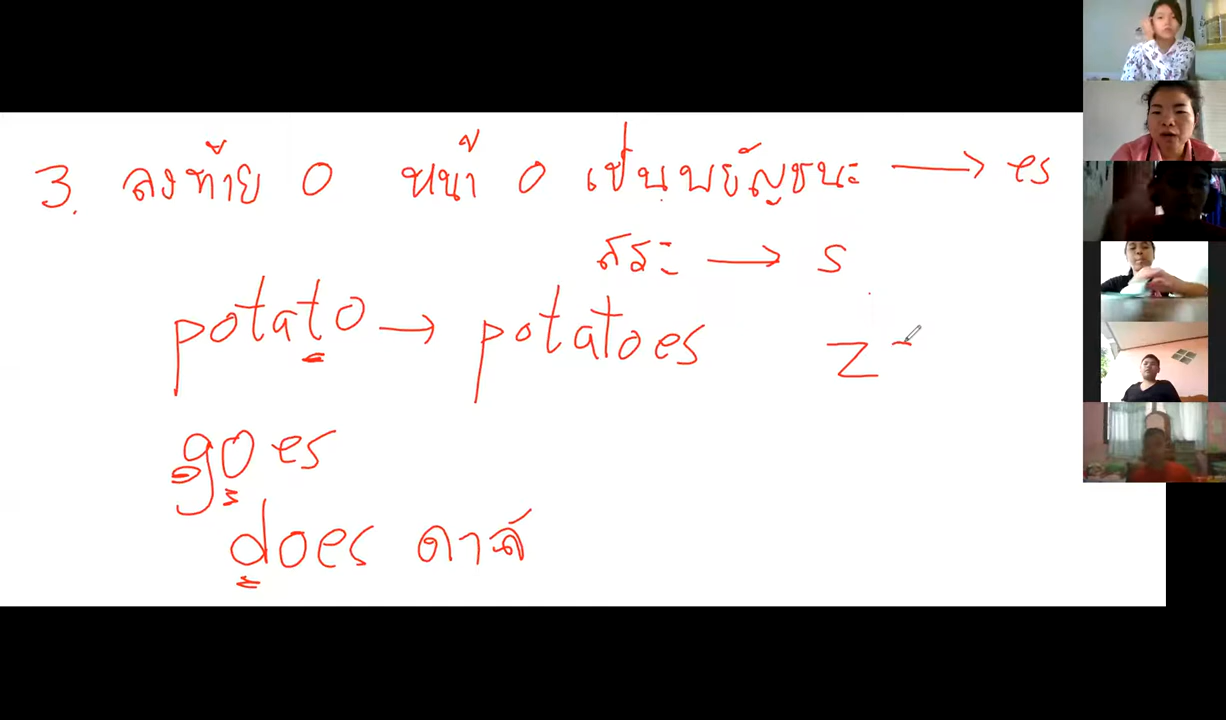 3. ลงท้าย o หน้า o เป็นพยัญชนะ → es
สระ → s
potato → potatoes
z
goes
does ดาส์